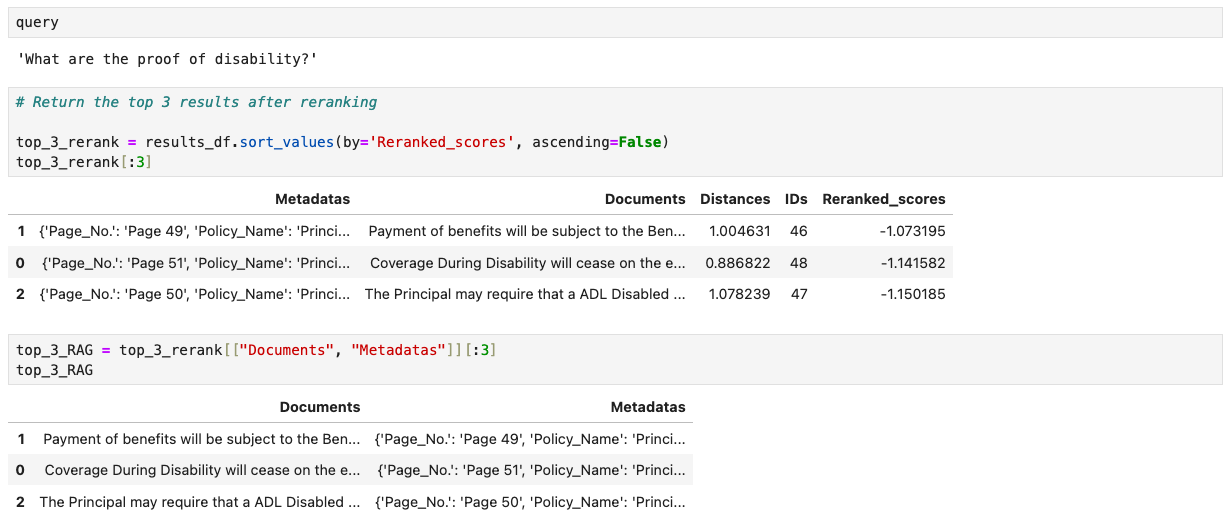 query
'What are the proof of disability?'
# Return the top 3 results after reranking
top_3_rerank = results_df.sort_values(by='Reranked_scores', ascending=False)
top_3_rerank[:3]
Metadatas Documents Distances IDs Reranked_scores
1 {'Page_No.': 'Page 49', 'Policy_Name': 'Princi... Payment of benefits will be subject to the Ben... 1.004631 46 -1.073195
0 {'Page_No.': 'Page 51', 'Policy_Name': 'Princi... Coverage During Disability will cease on the e... 0.886822 48 -1.141582
2 {'Page_No.': 'Page 50', 'Policy_Name': 'Princi... The Principal may require that a ADL Disabled ... 1.078239 47 -1.150185
top_3_RAG = top_3_rerank[["Documents", "Metadatas"]][:3]
top_3_RAG
Documents Metadatas
1 Payment of benefits will be subject to the Ben... {'Page_No.': 'Page 49', 'Policy_Name': 'Princi...
0 Coverage During Disability will cease on the e... {'Page_No.': 'Page 51', 'Policy_Name': 'Princi...
2 The Principal may require that a ADL Disabled ... {'Page_No.': 'Page 50', 'Policy_Name': 'Princi...